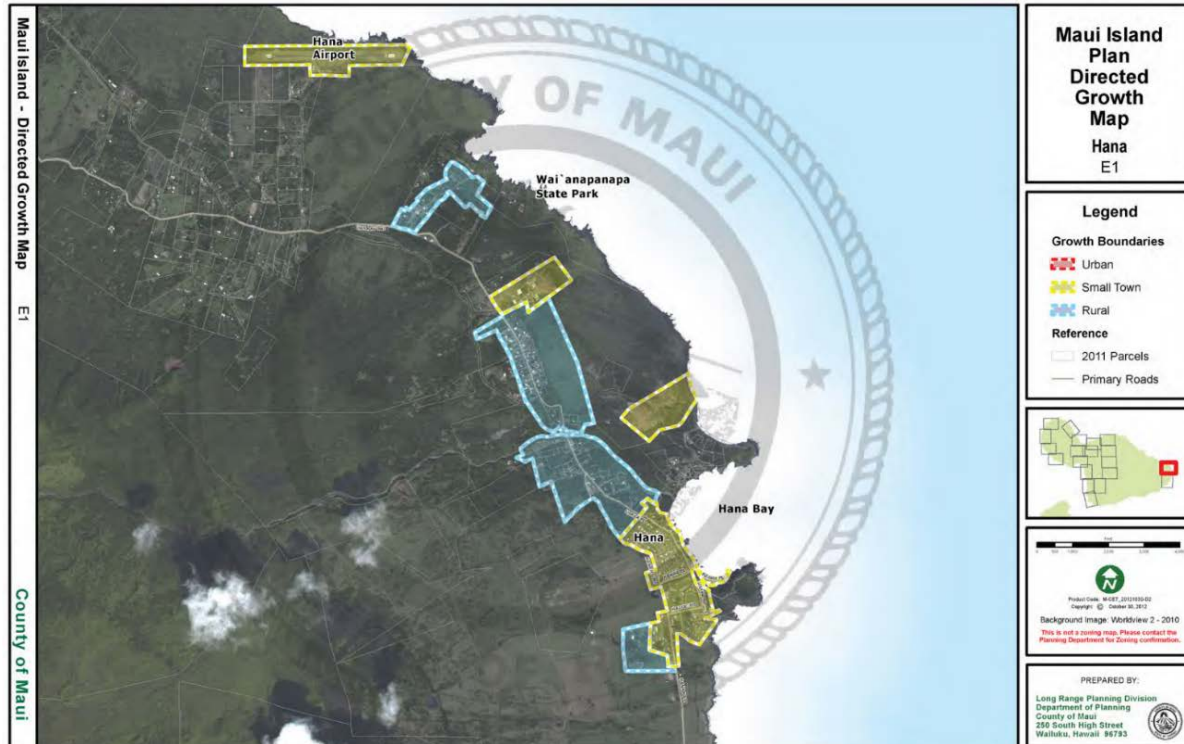 Maui Island - Directed Growth Map
E1
County of Maui
COUNTY OF MAUI
Hana
Airport
Wai`anapanapa
State Park
Hana Bay
Hana
Maui Island
Plan
Directed
Growth
Map
Hana
E1
Legend
Growth Boundaries
Urban
Small Town
Rural
Reference
2011 Parcels
Primary Roads
N
Copyright © October 30, 2012
Background Image: Worldview 2 - 2010
This is not a zoning map. Please contact the
Planning Department for Zoning confirmation.
PREPARED BY:
Long Range Planning Division
Department of Planning
County of Maui
250 South High Street
Wailuku, Hawaii 96793